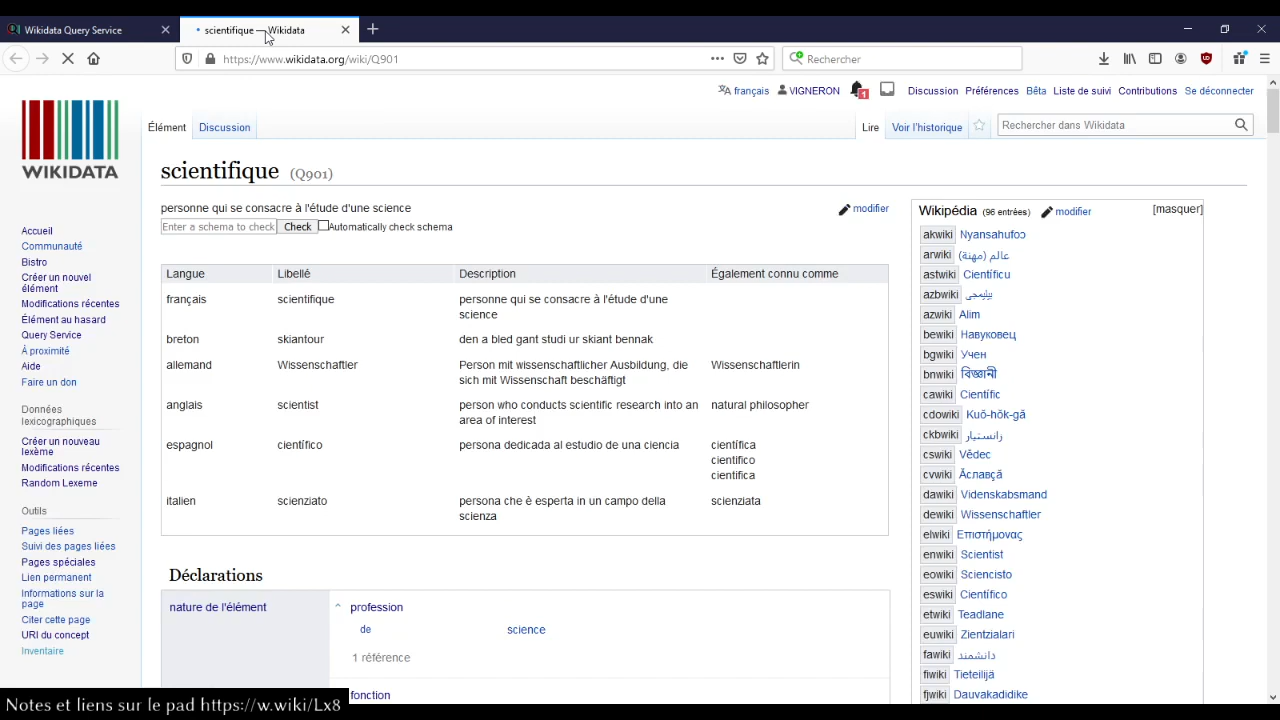 Wikidata Query Service
scientifique — Wikidata
https://www.wikidata.org/wiki/Q901
Rechercher
français VIGNERON 1 Discussion Préférences Bêta Liste de suivi Contributions Se déconnecter
Élément Discussion Lire Voir l'historique Rechercher dans Wikidata
WIKIDATA
scientifique (Q901)
personne qui se consacre à l'étude d'une science
modifier
Enter a schema to check Check Automatically check schema
Langue Libellé Description Également connu comme
français scientifique personne qui se consacre à l'étude d'une
science
breton skiantour den a bled gant studi ur skiant bennak
allemand Wissenschaftler Person mit wissenschaftlicher Ausbildung, die Wissenschaftlerin
sich mit Wissenschaft beschäftigt
anglais scientist person who conducts scientific research into an natural philosopher
area of interest
espagnol científico persona dedicada al estudio de una ciencia científica
cientifico
cientifica
italien scienziato persona che è esperta in un campo della scienziata
scienza
Déclarations
nature de l'élément profession
de science
1 référence
fonction
Accueil
Communauté
Bistro
Créer un nouvel
élément
Modifications récentes
Élément au hasard
Query Service
À proximité
Aide
Faire un don
Données
lexicographiques
Créer un nouveau
lexème
Modifications récentes
Random Lexeme
Outils
Pages liées
Suivi des pages liées
Pages spéciales
Lien permanent
Informations sur la
page
Citer cette page
URI du concept
Inventaire
Wikipédia (96 entrées) modifier [masquer]
akwiki Nyansahufoɔ
arwiki عالم (مهنة)
astwiki Científicu
azbwiki
azwiki Alim
bewiki Навуковец
bgwiki Учен
bnwiki বিজ্ঞানী
cawiki Científic
cdowiki Kuŏ-hŏk-gă
ckbwiki زانستیار
cswiki Vědec
cvwiki Ăславçă
dawiki Videnskabsmand
dewiki Wissenschaftler
elwiki Επιστήμονας
enwiki Scientist
eowiki Sciencisto
eswiki Científico
etwiki Teadlane
euwiki Zientzialari
fawiki دانشمند
fiwiki Tieteilijä
fjwiki Dauvakadidike
Notes et liens sur le pad https://w.wiki/Lx8